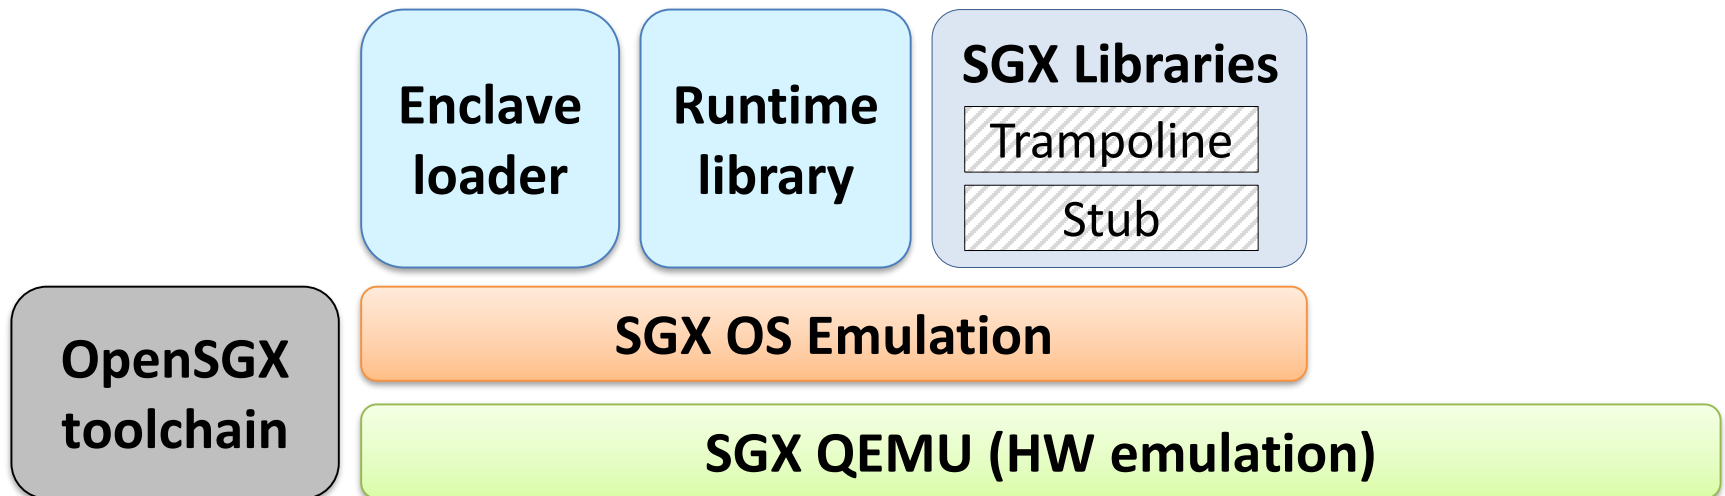 Enclave
loader
Runtime
library
SGX Libraries
Trampoline
Stub
OpenSGX
toolchain
SGX OS Emulation
SGX QEMU (HW emulation)